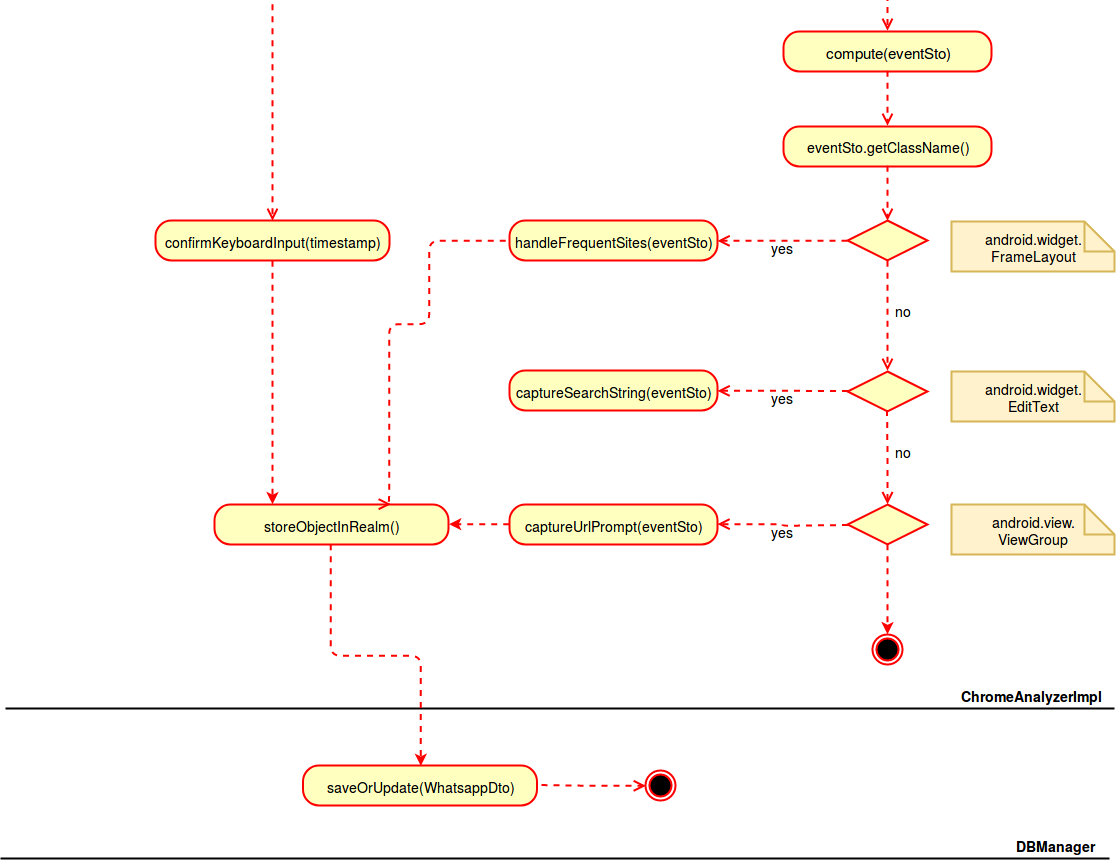 compute(eventSto)
eventSto.getClassName()
confirmKeyboardInput(timestamp)
handleFrequentSites(eventSto)
yes
android.widget.
FrameLayout
no
captureSearchString(eventSto)
yes
android.widget.
EditText
no
storeObjectInRealm()
captureUrlPrompt(eventSto)
yes
android.view.
ViewGroup
ChromeAnalyzerImpl
saveOrUpdate(WhatsappDto)
DBManager